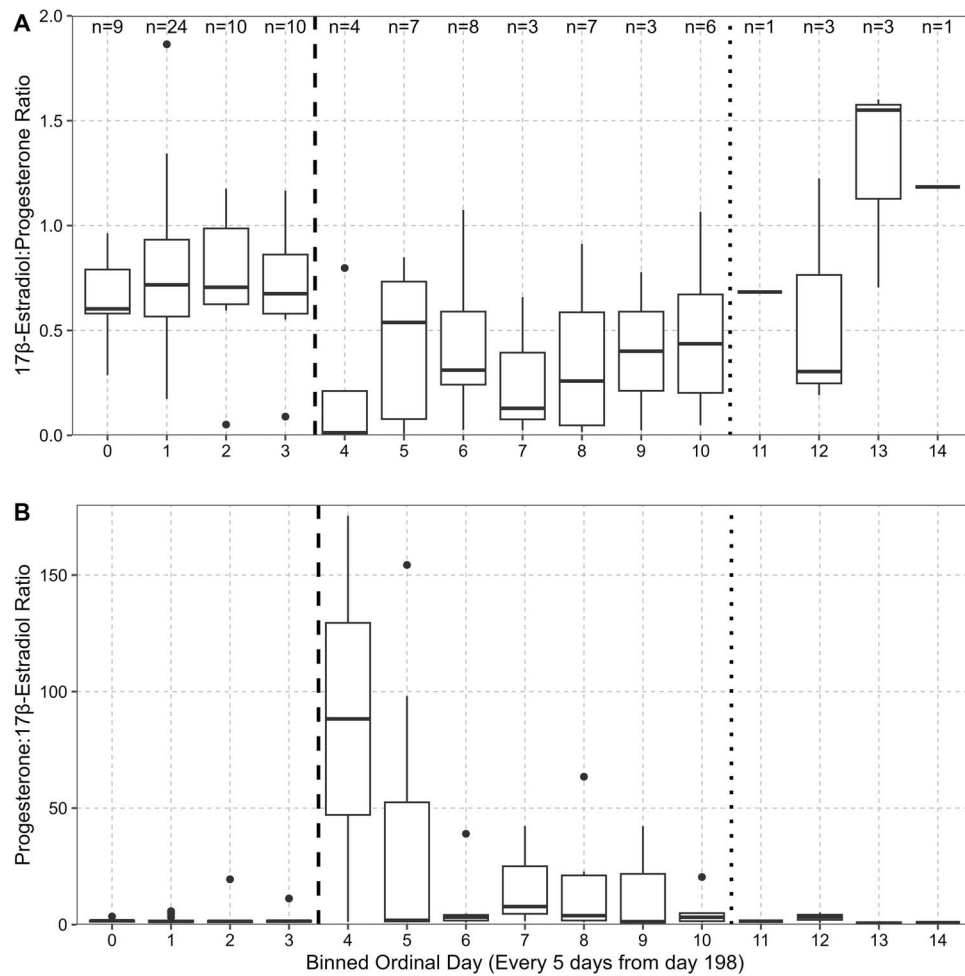 A
n=9 n=24 n=10 n=10 n=4 n=7 n=8 n=3 n=7 n=3 n=6 n=1 n=3 n=3 n=1
17β-Estradiol:Progesterone Ratio
2.0
1.5
1.0
0.5
0.0
0 1 2 3 4 5 6 7 8 9 10 11 12 13 14
B
Progesterone:17β-Estradiol Ratio
150
100
50
0
0 1 2 3 4 5 6 7 8 9 10 11 12 13 14
Binned Ordinal Day (Every 5 days from day 198)